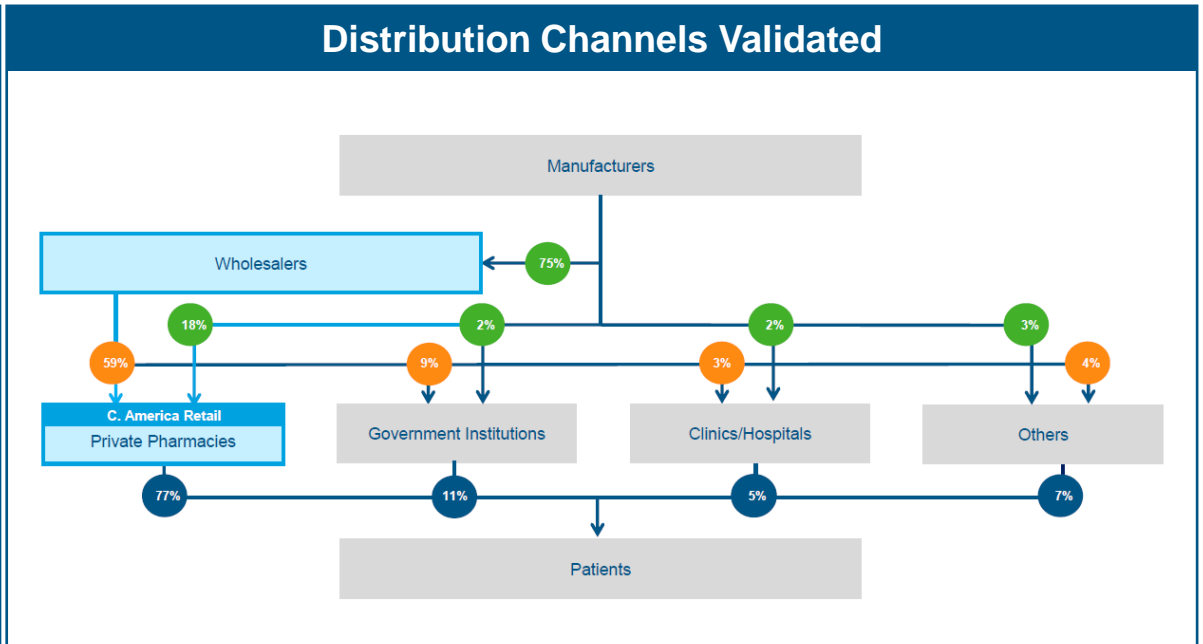 Distribution Channels Validated
Manufacturers
Wholesalers
75%
18%
2%
2%
3%
59%
9%
3%
4%
C. America Retail
Private Pharmacies
Government Institutions
Clinics/Hospitals
Others
77%
11%
5%
7%
Patients